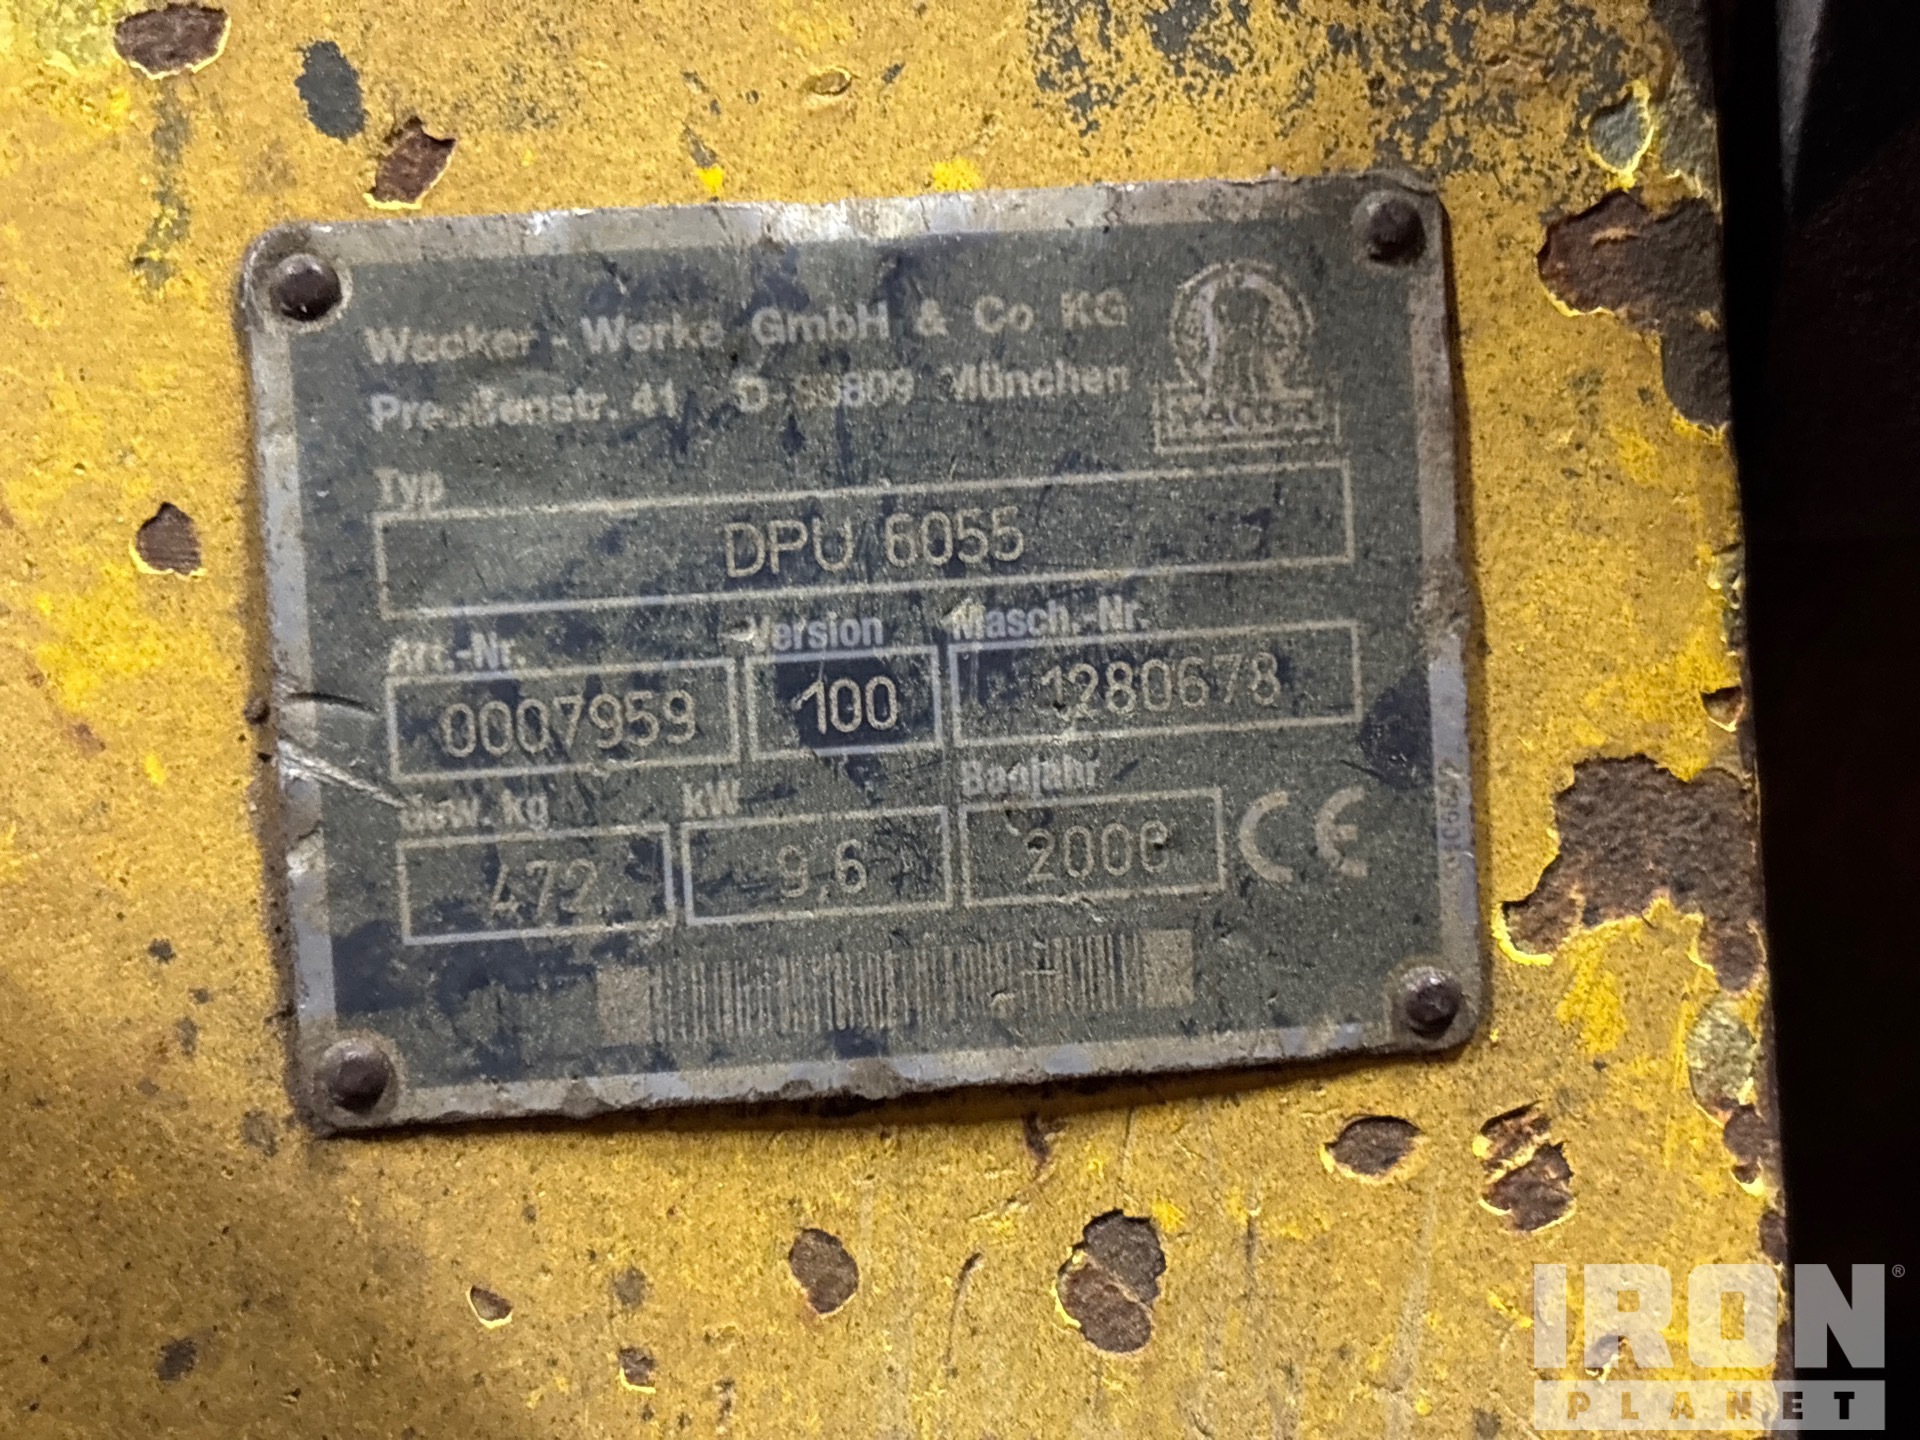 Wacker-Werke GmbH & Co KG
Preußenstr. 41 D-80809 München
WACKER
Typ
DPU 6055
Art.-Nr. Version Masch.-Nr.
0007959 100 1280678
Gew. kg kW Baujahr
472 9,6 CE
IRON
PLANET